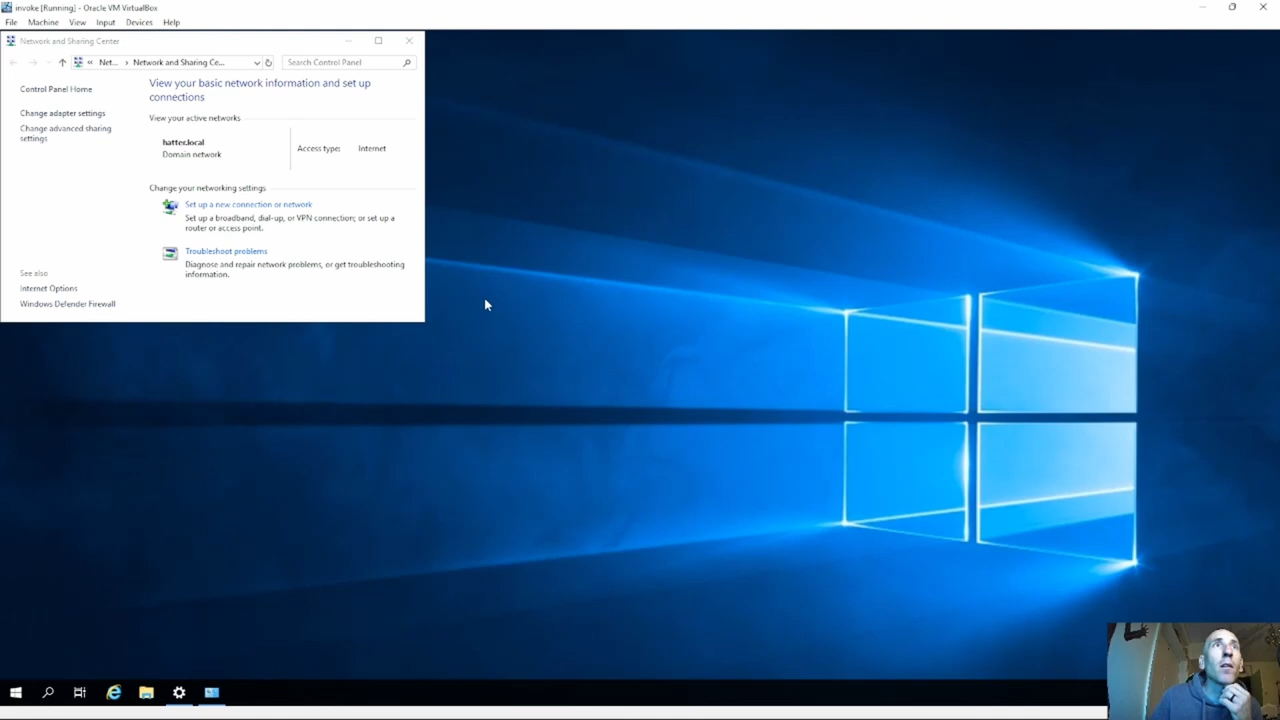 invoke [Running] - Oracle VM VirtualBox
File Machine View Input Devices Help
Network and Sharing Center
« Net... › Network and Sharing Ce... Search Control Panel
Control Panel Home
Change adapter settings
Change advanced sharing
settings
View your basic network information and set up
connections
View your active networks
hatter.local
Domain network
Access type: Internet
Change your networking settings
Set up a new connection or network
Set up a broadband, dial-up, or VPN connection; or set up a
router or access point.
Troubleshoot problems
Diagnose and repair network problems, or get troubleshooting
information.
See also
Internet Options
Windows Defender Firewall